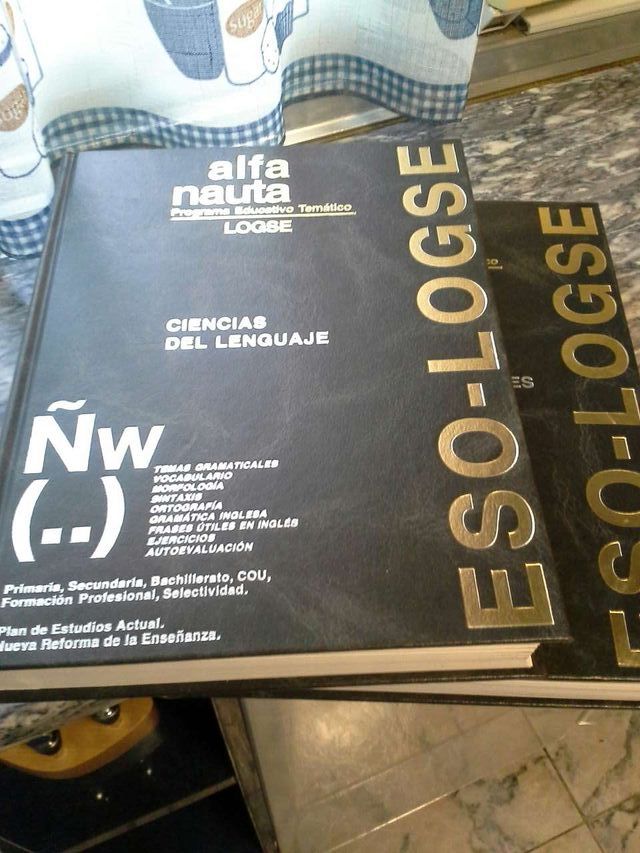 sugar
sugar
alfa
nauta
Programa Educativo Temático
LOGSE
CIENCIAS
DEL LENGUAJE
Ñw
(..)
TEMAS GRAMATICALES
VOCABULARIO
MORFOLOGÍA
SINTAXIS
ORTOGRAFÍA
GRAMÁTICA INGLESA
FRASES ÚTILES EN INGLÉS
EJERCICIOS
AUTOEVALUACIÓN
Primaria, Secundaria, Bachillerato, COU,
Formación Profesional, Selectividad.
Plan de Estudios Actual.
Nueva Reforma de la Enseñanza.
ESO-LOGSE
ESO-LOGSE